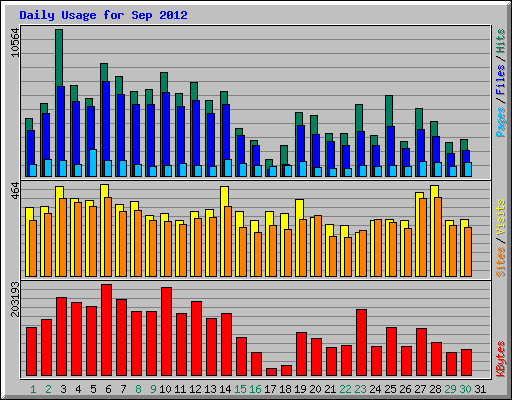 Daily Usage for Sep 2012
10564
Pages / Files / Hits
464
Sites / Visits
203193
KBytes
1 2 3 4 5 6 7 8 9 10 11 12 13 14 15 16 17 18 19 20 21 22 23 24 25 26 27 28 29 30 31